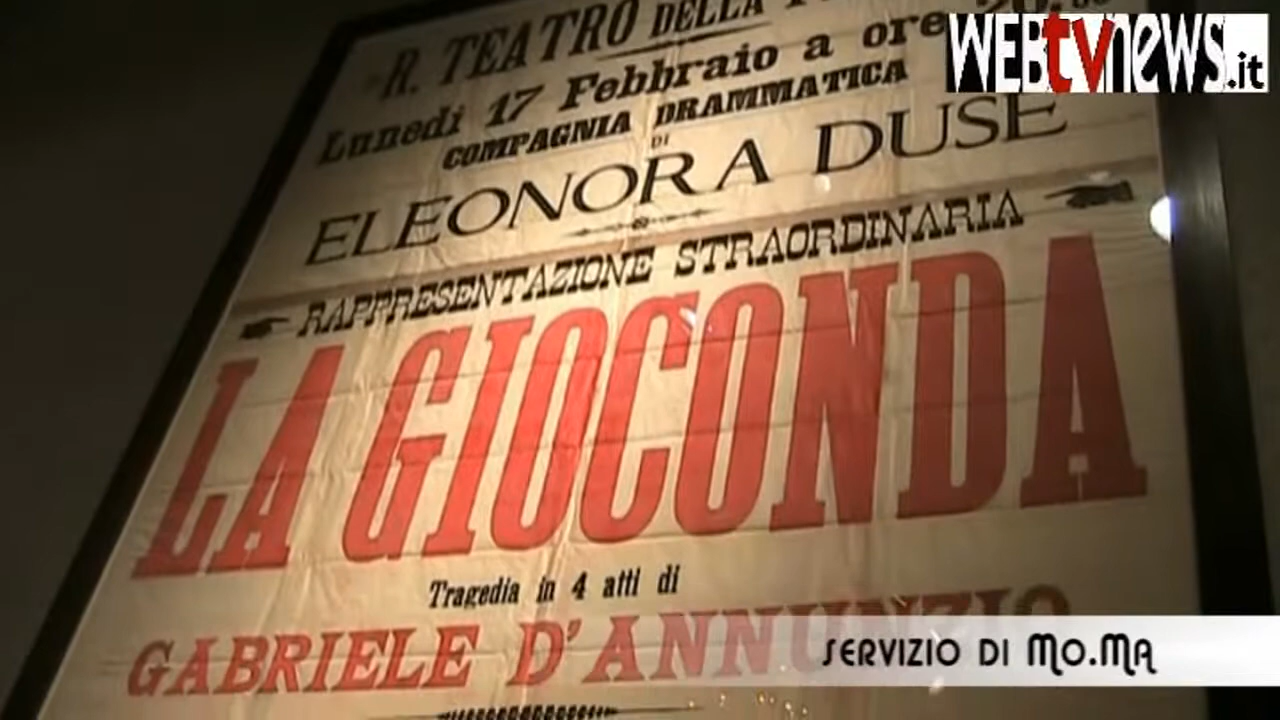 R. TEATRO DELLA
Lunedì 17 Febbraio a ore 20.
COMPAGNIA DRAMMATICA
DI
ELEONORA DUSE
RAPPRESENTAZIONE STRAORDINARIA
LA GIOCONDA
Tragedia in 4 atti di
GABRIELE D'ANNUNZIO
WEBtvnews.it
SERVIZIO DI MO.MA